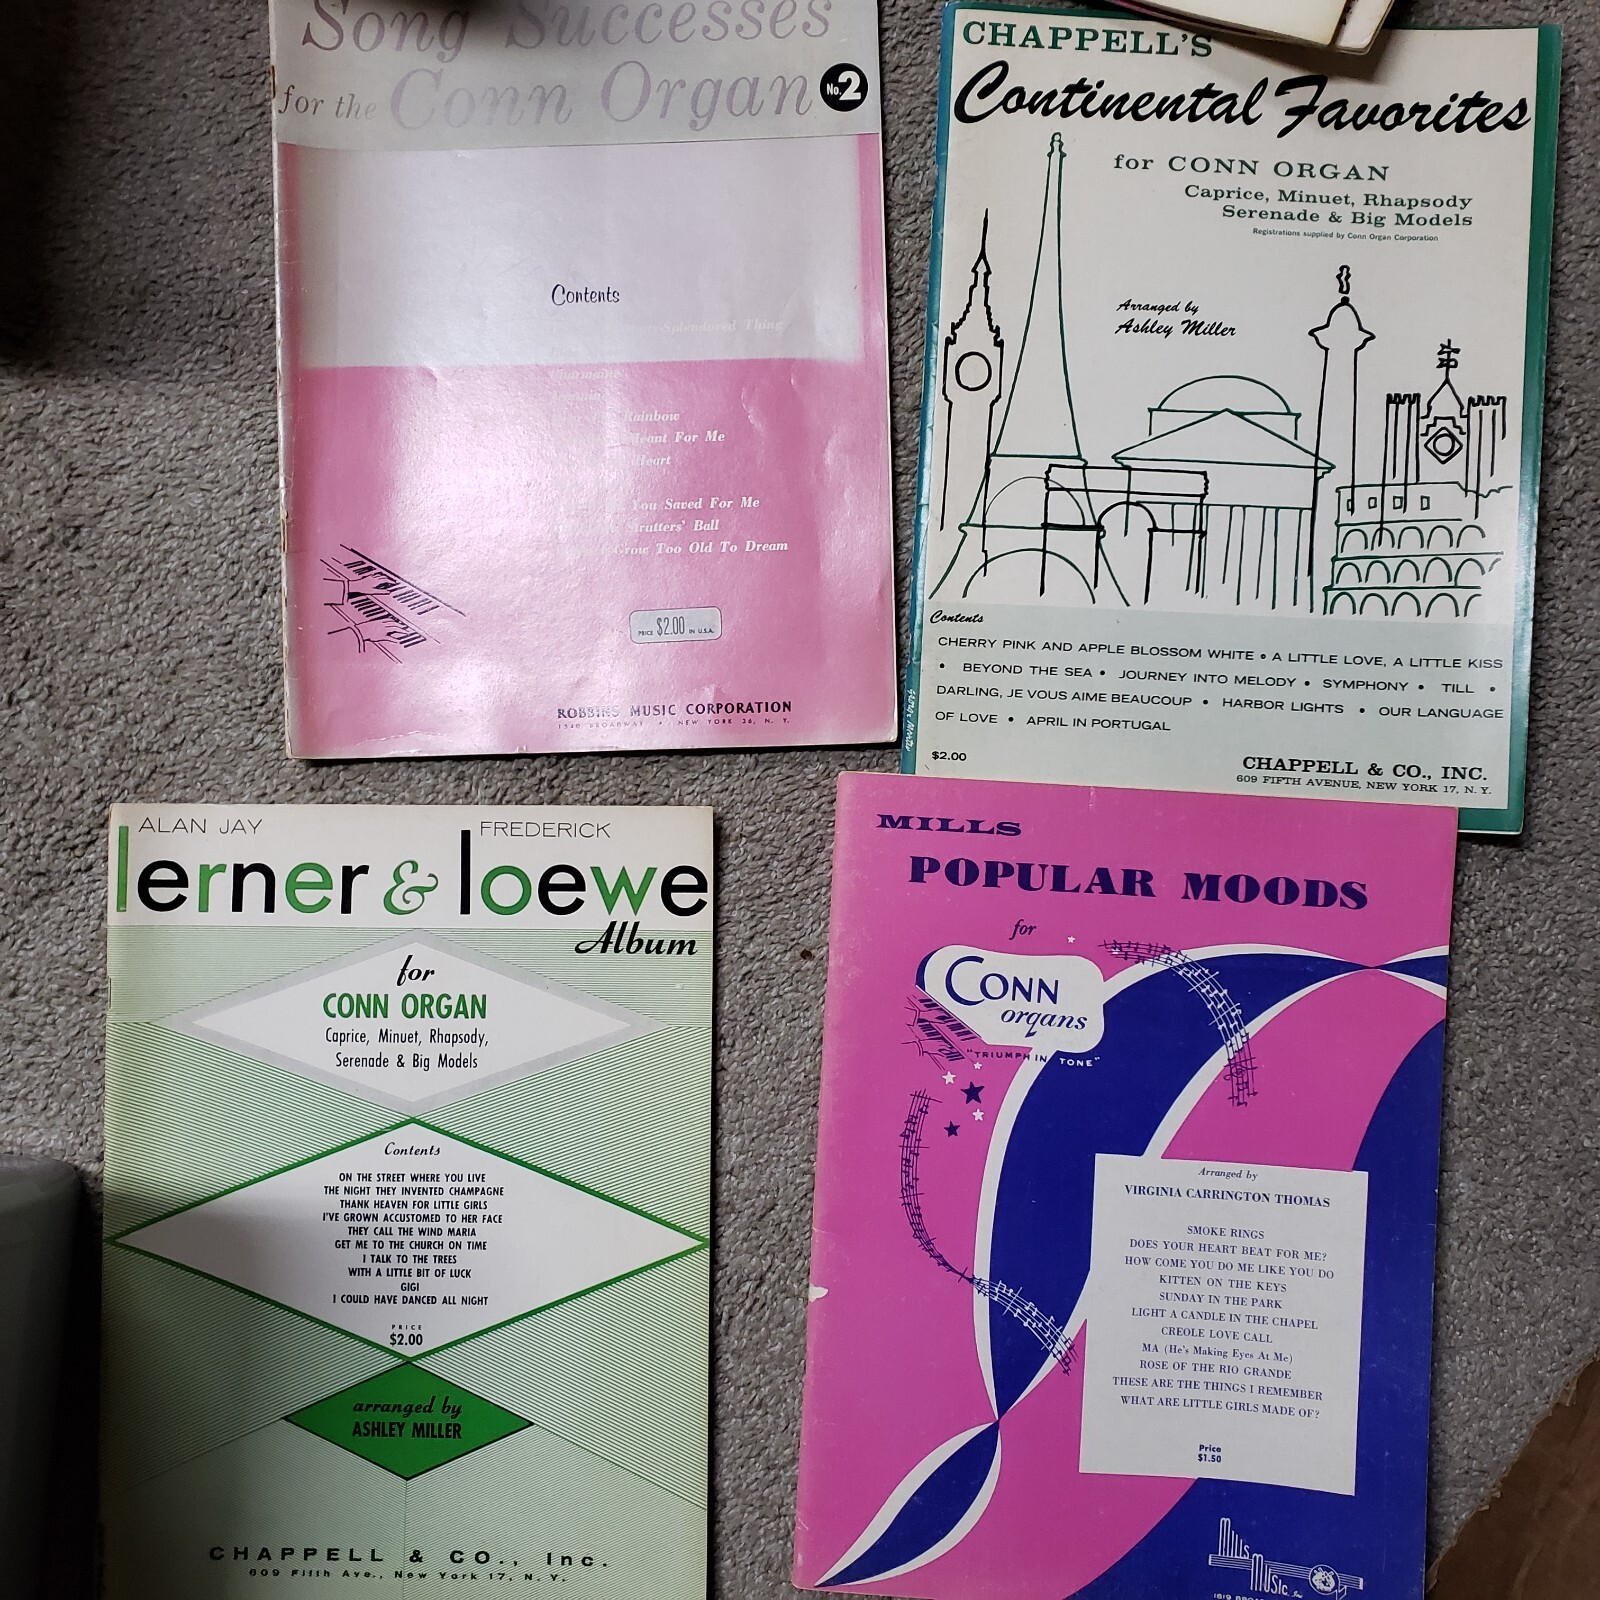 Song Successes
for the Conn Organ No. 2
Contents
Splendored Thing
Charmaine
Rainbow
Meant For Me
Heart
You Saved For Me
Strutters' Ball
Grow Too Old To Dream
PRICE $2.00 IN U.S.A.
ROBBINS MUSIC CORPORATION
1540 BROADWAY • NEW YORK 36, N. Y.
CHAPPELL'S
Continental Favorites
for CONN ORGAN
Caprice, Minuet, Rhapsody
Serenade & Big Models
Registrations supplied by Conn Organ Corporation
Arranged by
Ashley Miller
Contents
CHERRY PINK AND APPLE BLOSSOM WHITE • A LITTLE LOVE, A LITTLE KISS
• BEYOND THE SEA • JOURNEY INTO MELODY • SYMPHONY • TILL •
DARLING, JE VOUS AIME BEAUCOUP • HARBOR LIGHTS • OUR LANGUAGE
OF LOVE • APRIL IN PORTUGAL
$2.00
CHAPPELL & CO., INC.
609 FIFTH AVENUE, NEW YORK 17, N. Y.
ALAN JAY FREDERICK
lerner & loewe
Album
for
CONN ORGAN
Caprice, Minuet, Rhapsody,
Serenade & Big Models
Contents
ON THE STREET WHERE YOU LIVE
THE NIGHT THEY INVENTED CHAMPAGNE
THANK HEAVEN FOR LITTLE GIRLS
I'VE GROWN ACCUSTOMED TO HER FACE
THEY CALL THE WIND MARIA
GET ME TO THE CHURCH ON TIME
I TALK TO THE TREES
WITH A LITTLE BIT OF LUCK
GIGI
I COULD HAVE DANCED ALL NIGHT
PRICE
$2.00
arranged by
ASHLEY MILLER
CHAPPELL & CO., Inc.
609 Fifth Ave., New York 17, N. Y.
MILLS
POPULAR MOODS
for
CONN
organs
"TRIUMPH IN TONE"
Arranged by
VIRGINIA CARRINGTON THOMAS
SMOKE RINGS
DOES YOUR HEART BEAT FOR ME?
HOW COME YOU DO ME LIKE YOU DO
KITTEN ON THE KEYS
SUNDAY IN THE PARK
LIGHT A CANDLE IN THE CHAPEL
CREOLE LOVE CALL
MA (He's Making Eyes At Me)
ROSE OF THE RIO GRANDE
THESE ARE THE THINGS I REMEMBER
WHAT ARE LITTLE GIRLS MADE OF?
Price
$1.50
Mills
Music, Inc